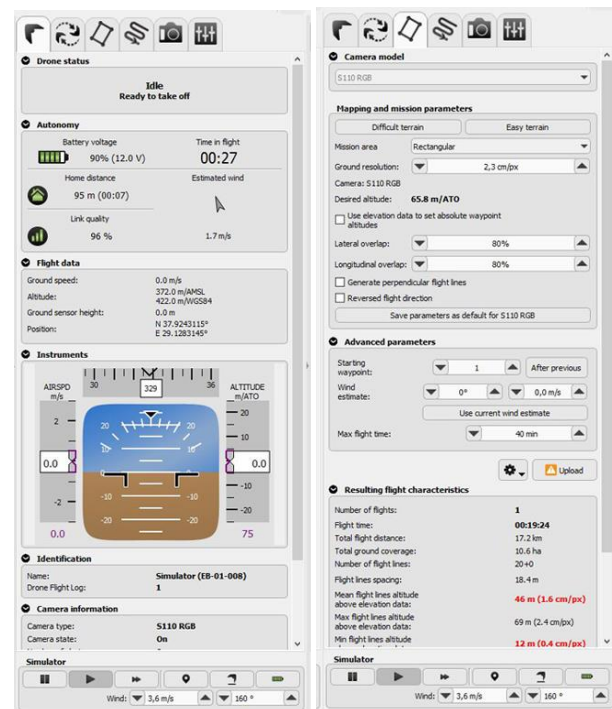 Drone status
Idle
Ready to take off
Autonomy
Battery voltage
Time in flight
90% (12.0 V)
00:27
Home distance
Estimated wind
95 m (00:07)
Link quality
96 %
1.7 m/s
Flight data
Ground speed: 0.0 m/s
Altitude: 372.0 m/AMSL
422.0 m/WGS84
Ground sensor height: 0.0 m
Position: N 37.9243115°
E 29.1283145°
Instruments
AIRSPD
m/s
30
329
36
ALTITUDE
m/ATO
2
20
20
20
10
10
10
0.0
0.0
-10
-10
-10
-2
-20
-20
-20
0.0
75
Identification
Name: Simulator (EB-01-008)
Drone Flight Log: 1
Camera information
Camera type: S110 RGB
Camera state: On
Simulator
Wind: 3,6 m/s 160 °
Camera model
S110 RGB
Mapping and mission parameters
Difficult terrain
Easy terrain
Mission area Rectangular
Ground resolution: 2,3 cm/px
Camera: S110 RGB
Desired altitude: 65.8 m/ATO
Use elevation data to set absolute waypoint
altitudes
Lateral overlap: 80%
Longitudinal overlap: 80%
Generate perpendicular flight lines
Reversed flight direction
Save parameters as default for S110 RGB
Advanced parameters
Starting
waypoint: 1 After previous
Wind
estimate: 0° 0,0 m/s
Use current wind estimate
Max flight time: 40 min
Upload
Resulting flight characteristics
Number of flights: 1
Flight time: 00:19:24
Total flight distance: 17.2 km
Total ground coverage: 10.6 ha
Number of flight lines: 20+0
Flight lines spacing: 18.4 m
Mean flight lines altitude
above elevation data: 46 m (1.6 cm/px)
Max flight lines altitude
above elevation data: 69 m (2.4 cm/px)
Min flight lines altitude
12 m (0.4 cm/px)
Simulator
Wind: 3,6 m/s 160 °